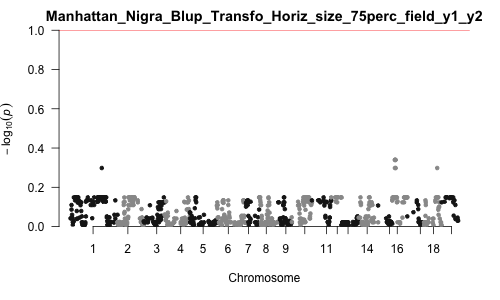 Manhattan_Nigra_Blup_Transfo_Horiz_size_75perc_field_y1_y2
1.0
0.8
0.6
0.4
0.2
0.0
− log10(p)
1 2 3 4 5 6 7 8 9 11 14 16 18
Chromosome